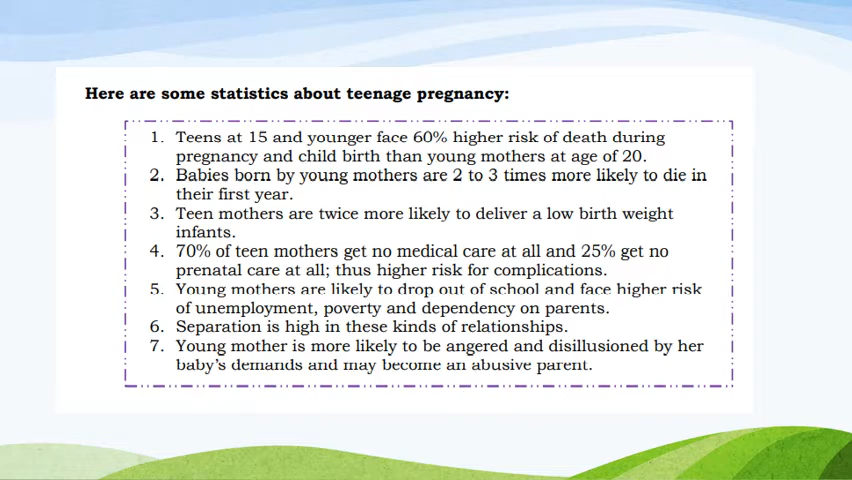 Here are some statistics about teenage pregnancy:
1. Teens at 15 and younger face 60% higher risk of death during
pregnancy and child birth than young mothers at age of 20.
2. Babies born by young mothers are 2 to 3 times more likely to die in
their first year.
3. Teen mothers are twice more likely to deliver a low birth weight
infants.
4. 70% of teen mothers get no medical care at all and 25% get no
prenatal care at all; thus higher risk for complications.
5. Young mothers are likely to drop out of school and face higher risk
of unemployment, poverty and dependency on parents.
6. Separation is high in these kinds of relationships.
7. Young mother is more likely to be angered and disillusioned by her
baby's demands and may become an abusive parent.